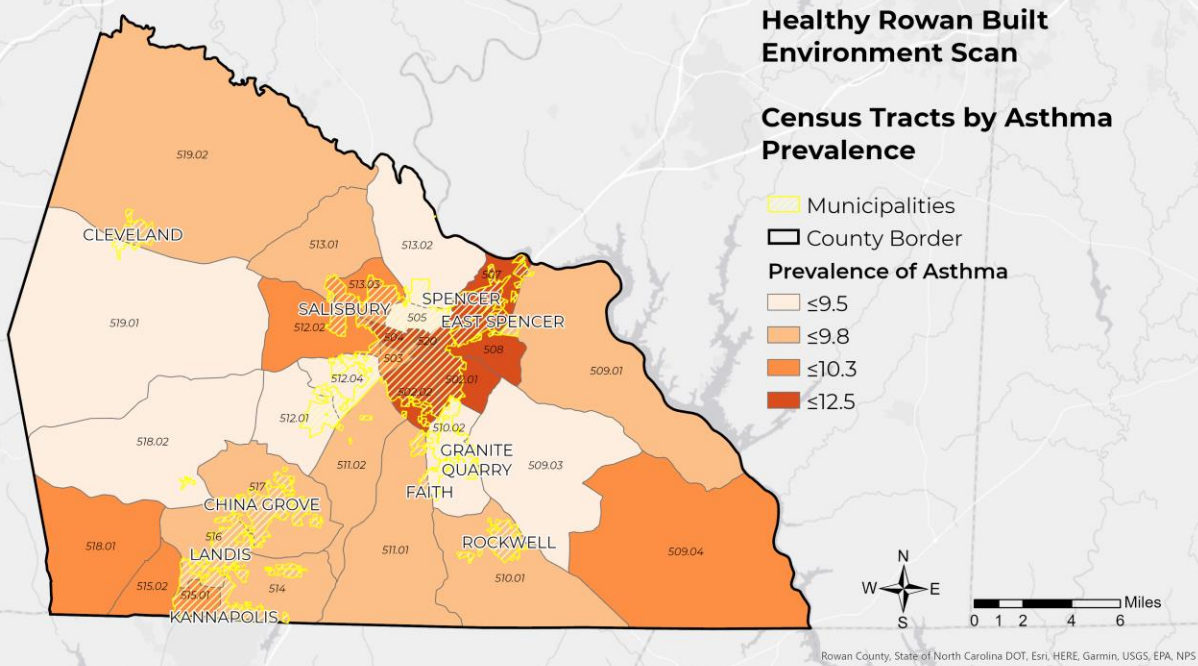 Healthy Rowan Built
Environment Scan
Census Tracts by Asthma
Prevalence
Municipalities
County Border
Prevalence of Asthma
≤9.5
≤9.8
≤10.3
≤12.5
519.02
CLEVELAND
513.01
513.02
507
513.03
SPENCER
SALISBURY
505
EAST SPENCER
519.01
512.02
504
520
508
503
509.01
512.04
502.02
502.01
512.01
510.02
518.02
GRANITE
QUARRY
511.02
509.03
517
FAITH
CHINA GROVE
516
ROCKWELL
518.01
LANDIS
511.01
509.04
515.02
514
510.01
515.01
KANNAPOLIS
N
W
E
S
Miles
0 1 2 4 6
Rowan County, State of North Carolina DOT, Esri, HERE, Garmin, USGS, EPA, NPS